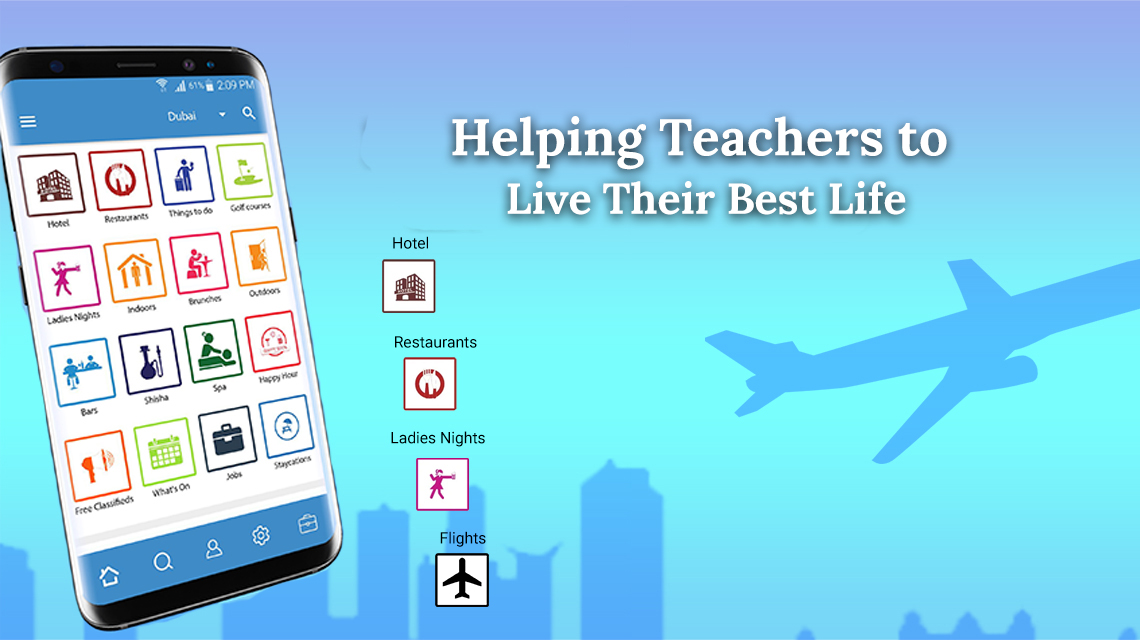 61% 2:09 PM
Dubai
Hotel
Restaurants
Things to do
Golf courses
Ladies Nights
Indoors
Brunches
Outdoors
Bars
Shisha
Spa
Happy Hour
Free Classifieds
What's On
Jobs
Staycations
Helping Teachers to
Live Their Best Life
Hotel
Restaurants
Ladies Nights
Flights